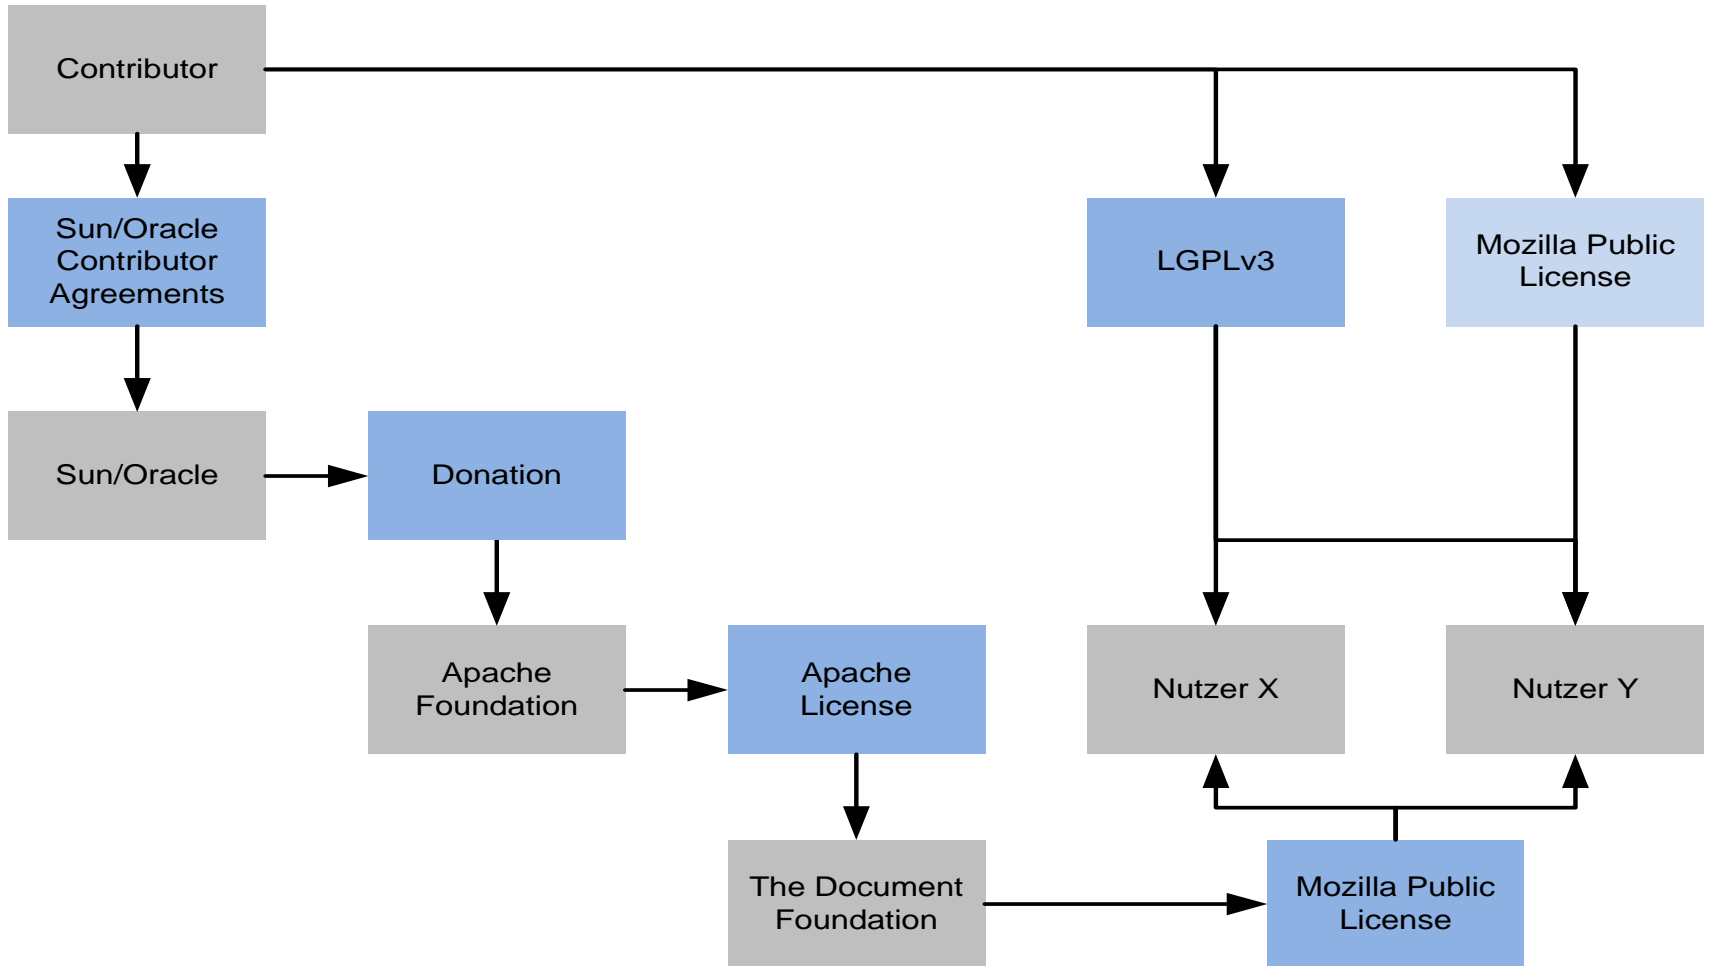 Contributor
Sun/Oracle
Contributor
Agreements
LGPLv3
Mozilla Public
License
Sun/Oracle
Donation
Apache
Foundation
Apache
License
Nutzer X
Nutzer Y
The Document
Foundation
Mozilla Public
License